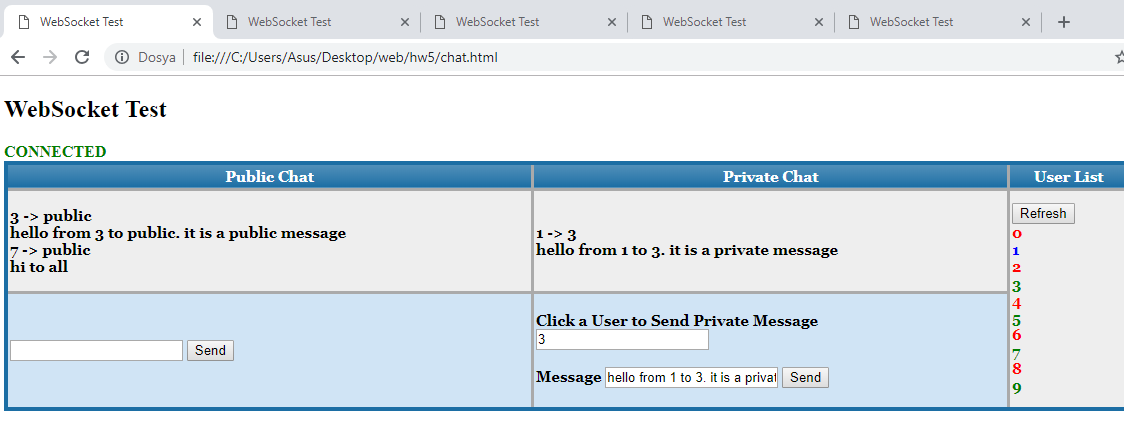 WebSocket Test
WebSocket Test
WebSocket Test
WebSocket Test
WebSocket Test
Dosya
file:///C:/Users/Asus/Desktop/web/hw5/chat.html
WebSocket Test
CONNECTED
Public Chat
Private Chat
User List
3 -> public
hello from 3 to public. it is a public message
7 -> public
hi to all
1 -> 3
hello from 1 to 3. it is a private message
Refresh
0
1
2
3
4
5
6
7
8
9
Send
Click a User to Send Private Message
3
Message hello from 1 to 3. it is a privat Send